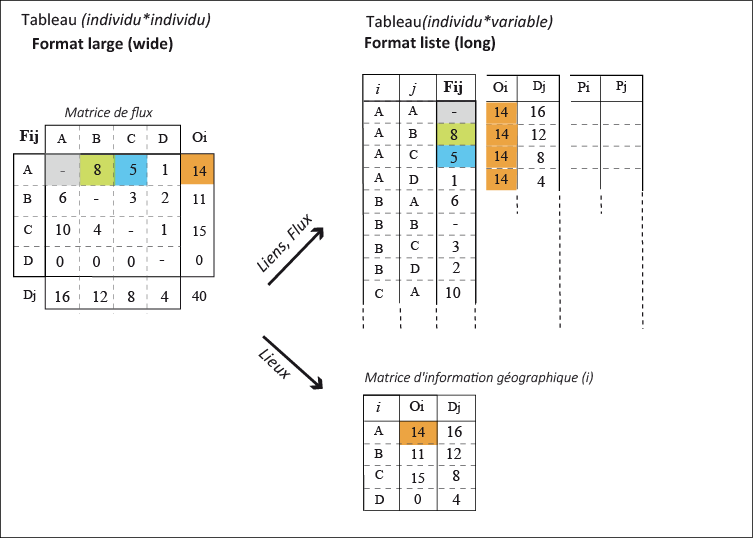 Tableau (individu*individu)
Format large (wide)
Matrice de flux
Fij A B C D Oi
A - 8 5 1 14
B 6 - 3 2 11
C 10 4 - 1 15
D 0 0 0 - 0
Dj 16 12 8 4 40
Liens, Flux
Lieux
Tableau(individu*variable)
Format liste (long)
i j Fij Oi Dj Pi Pj
A A - 14 16
A B 8 14 12
A C 5 14 8
A D 1 14 4
B A 6
B B -
B C 3
B D 2
C A 10
Matrice d'information géographique (i)
i Oi Dj
A 14 16
B 11 12
C 15 8
D 0 4